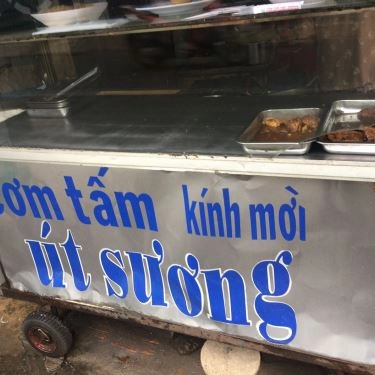 cơm tấm kính mời
út sương